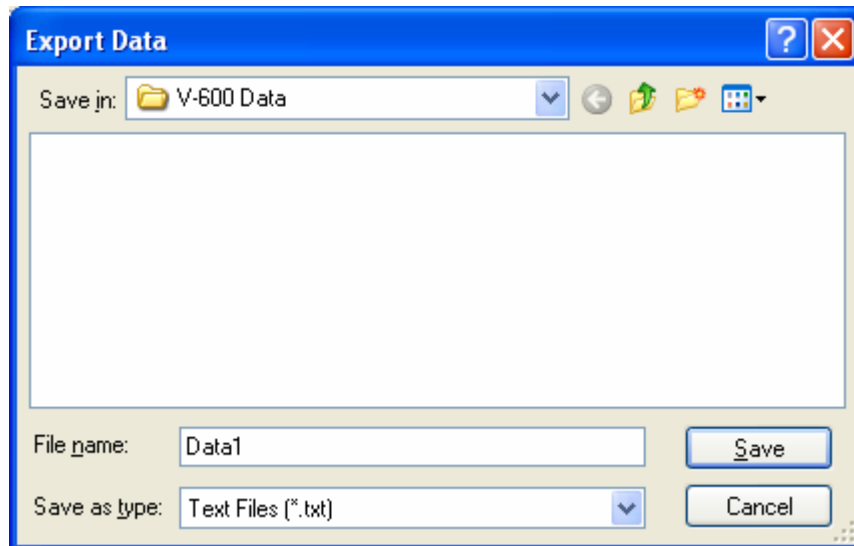 Export Data
Save in: V-600 Data
File name: Data1
Save
Save as type: Text Files (*.txt)
Cancel